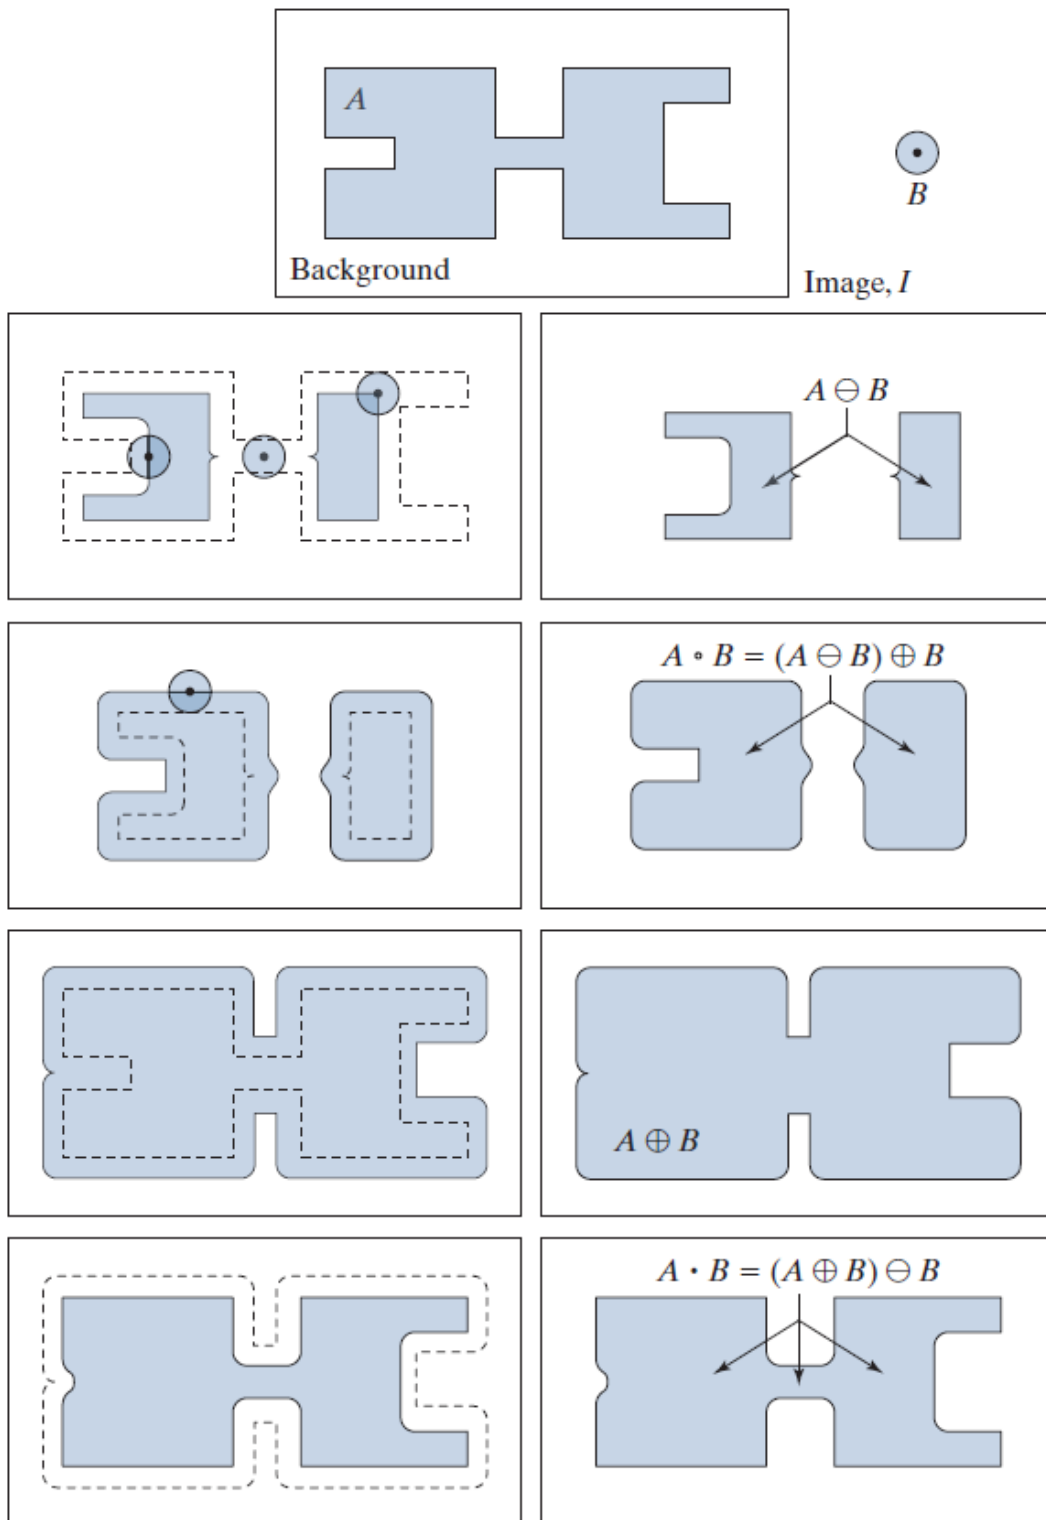 A
B
Background
Image, I
A ⊖ B
A ∘ B = (A ⊖ B) ⊕ B
A ⊕ B
A • B = (A ⊕ B) ⊖ B